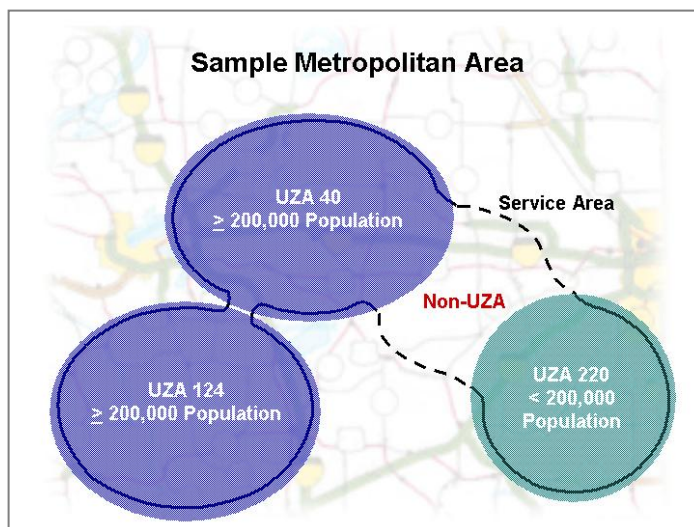 Sample Metropolitan Area
UZA 40
≥ 200,000 Population
Service Area
Non-UZA
UZA 124
≥ 200,000 Population
UZA 220
< 200,000
Population